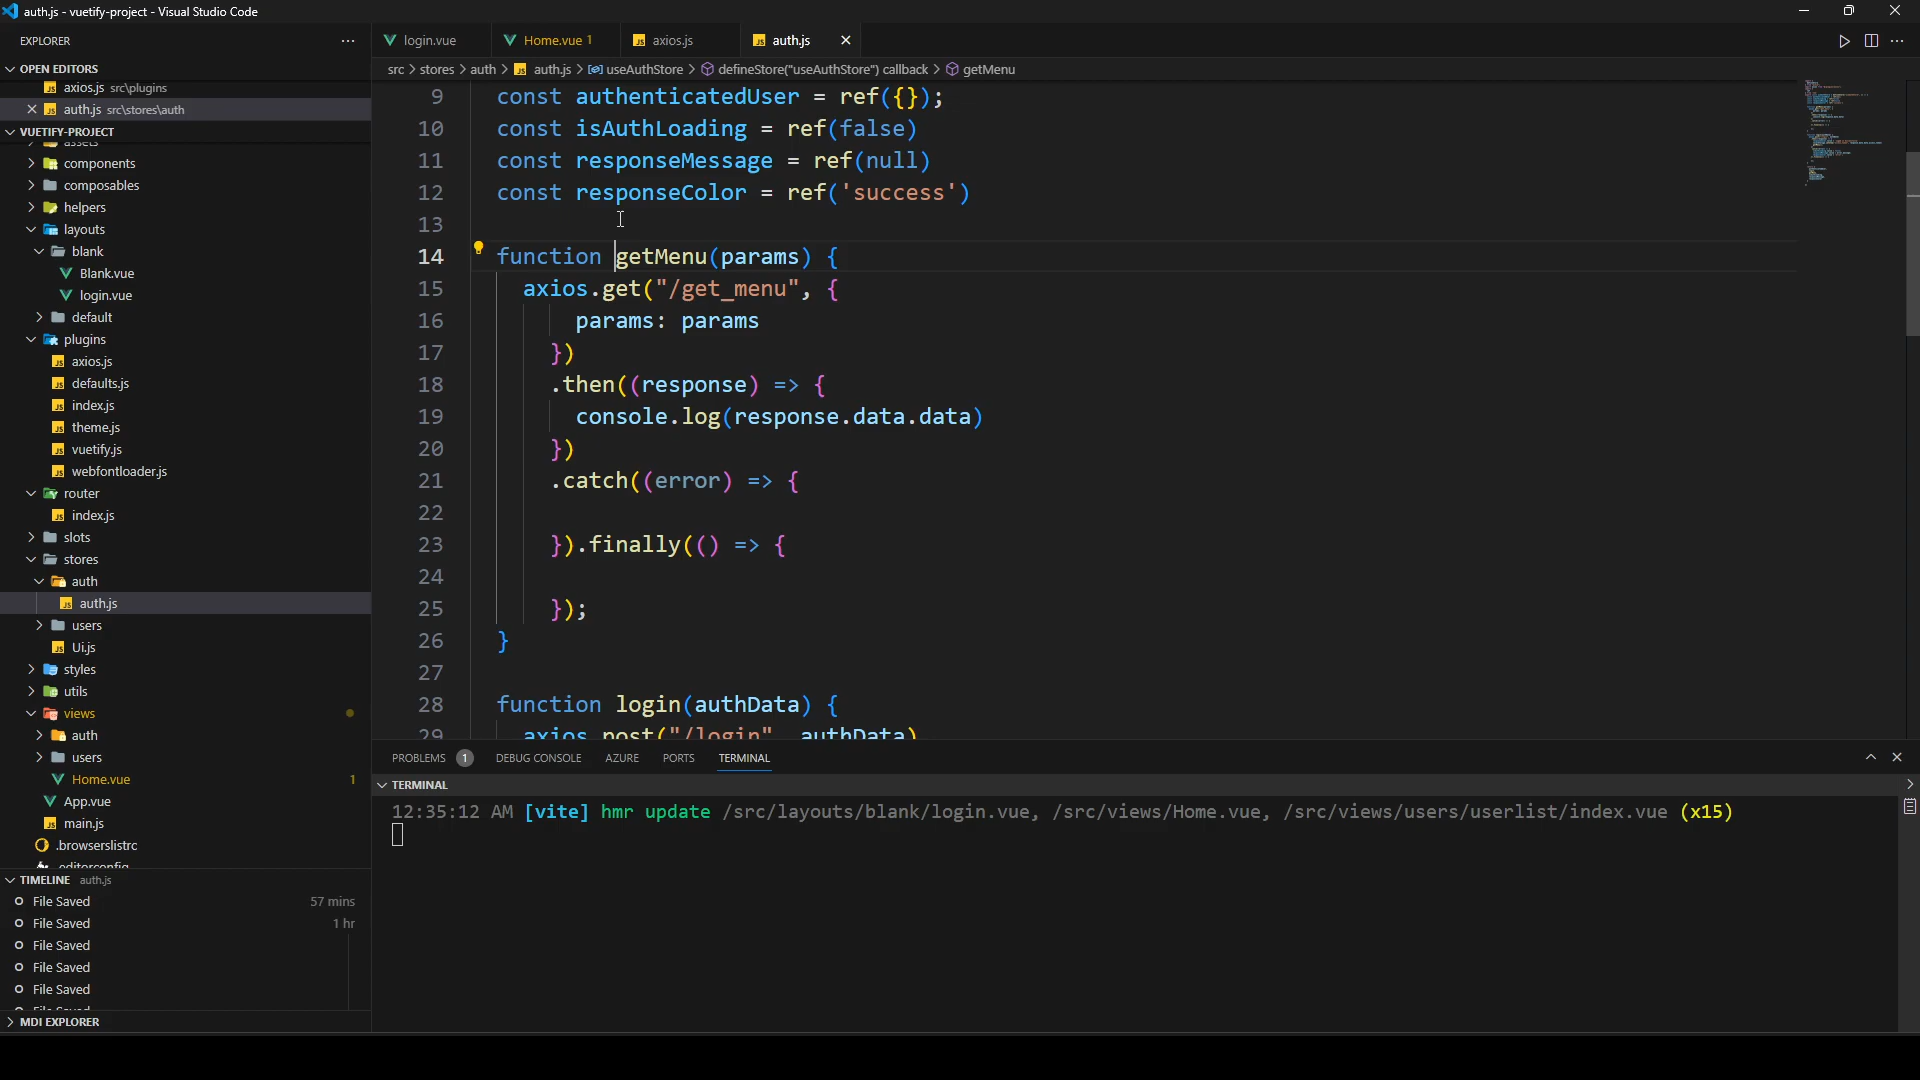 auth.js - vuetify-project - Visual Studio Code
EXPLORER
OPEN EDITORS
axios.js src\plugins
auth.js src\stores\auth
VUETIFY-PROJECT
assets
components
composables
helpers
layouts
blank
Blank.vue
login.vue
default
plugins
axios.js
defaults.js
index.js
theme.js
vuetify.js
webfontloader.js
router
index.js
slots
stores
auth
auth.js
users
Ui.js
styles
utils
views
auth
users
Home.vue 1
App.vue
main.js
.browserslistrc
.editorconfig
TIMELINE auth.js
File Saved 57 mins
File Saved 1 hr
File Saved
File Saved
File Saved
File Saved
MDI EXPLORER
login.vue
Home.vue 1
axios.js
auth.js
src > stores > auth > auth.js > useAuthStore > defineStore("useAuthStore") callback > getMenu
9 const authenticatedUser = ref({});
10 const isAuthLoading = ref(false)
11 const responseMessage = ref(null)
12 const responseColor = ref('success')
13
14 function getMenu(params) {
15 axios.get("/get_menu", {
16 params: params
17 })
18 .then((response) => {
19 console.log(response.data.data)
20 })
21 .catch((error) => {
22
23 }).finally(() => {
24
25 });
26 }
27
28 function login(authData) {
29 axios.post("/login", authData)
PROBLEMS 1 DEBUG CONSOLE AZURE PORTS TERMINAL
TERMINAL
12:35:12 AM [vite] hmr update /src/layouts/blank/login.vue, /src/views/Home.vue, /src/views/users/userlist/index.vue (x15)